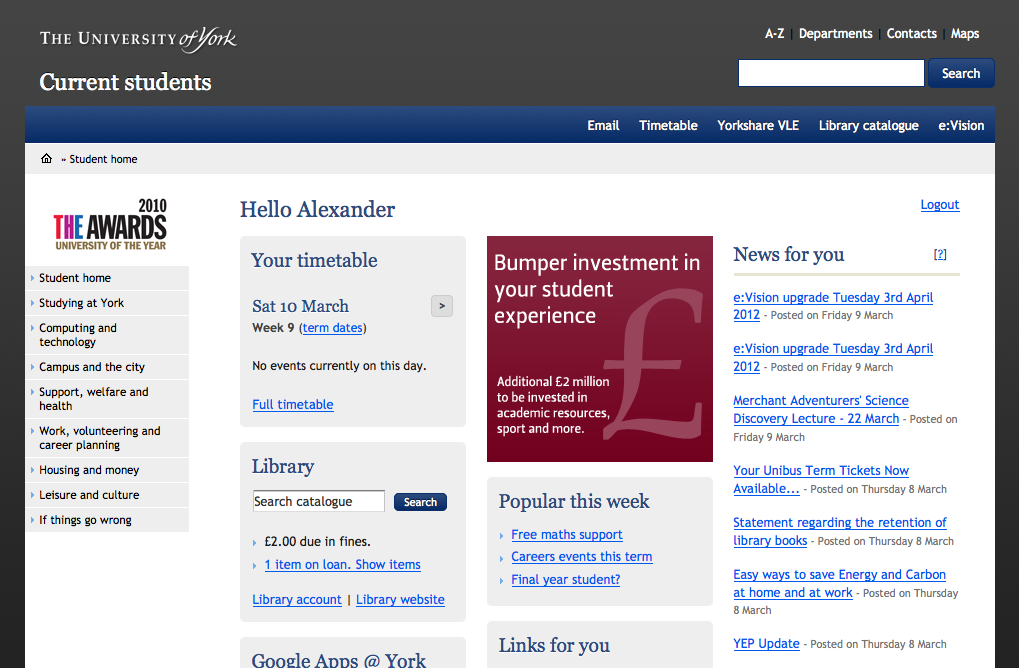 THE UNIVERSITY of York
Current students
A-Z | Departments | Contacts | Maps
Search
Email Timetable Yorkshare VLE Library catalogue e:Vision
» Student home
2010
THE AWARDS
UNIVERSITY OF THE YEAR
Student home
Studying at York
Computing and
technology
Campus and the city
Support, welfare and
health
Work, volunteering and
career planning
Housing and money
Leisure and culture
If things go wrong
Hello Alexander
Logout
Your timetable
Sat 10 March
>
Week 9 (term dates)
No events currently on this day.
Full timetable
Library
Search catalogue
Search
£2.00 due in fines.
1 item on loan. Show items
Library account | Library website
Google Apps @ York
Bumper investment in
your student
experience
£
Additional £2 million
to be invested in
academic resources,
sport and more.
Popular this week
Free maths support
Careers events this term
Final year student?
Links for you
News for you
[?]
e:Vision upgrade Tuesday 3rd April
2012 - Posted on Friday 9 March
e:Vision upgrade Tuesday 3rd April
2012 - Posted on Friday 9 March
Merchant Adventurers' Science
Discovery Lecture - 22 March - Posted on
Friday 9 March
Your Unibus Term Tickets Now
Available... - Posted on Thursday 8 March
Statement regarding the retention of
library books - Posted on Thursday 8 March
Easy ways to save Energy and Carbon
at home and at work - Posted on Thursday
8 March
YEP Update - Posted on Thursday 8 March